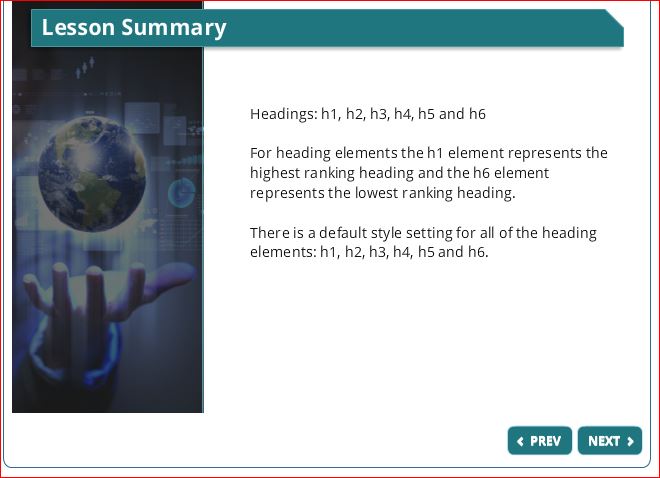 Lesson Summary
Headings: h1, h2, h3, h4, h5 and h6
For heading elements the h1 element represents the
highest ranking heading and the h6 element
represents the lowest ranking heading.
There is a default style setting for all of the heading
elements: h1, h2, h3, h4, h5 and h6.
PREV
NEXT